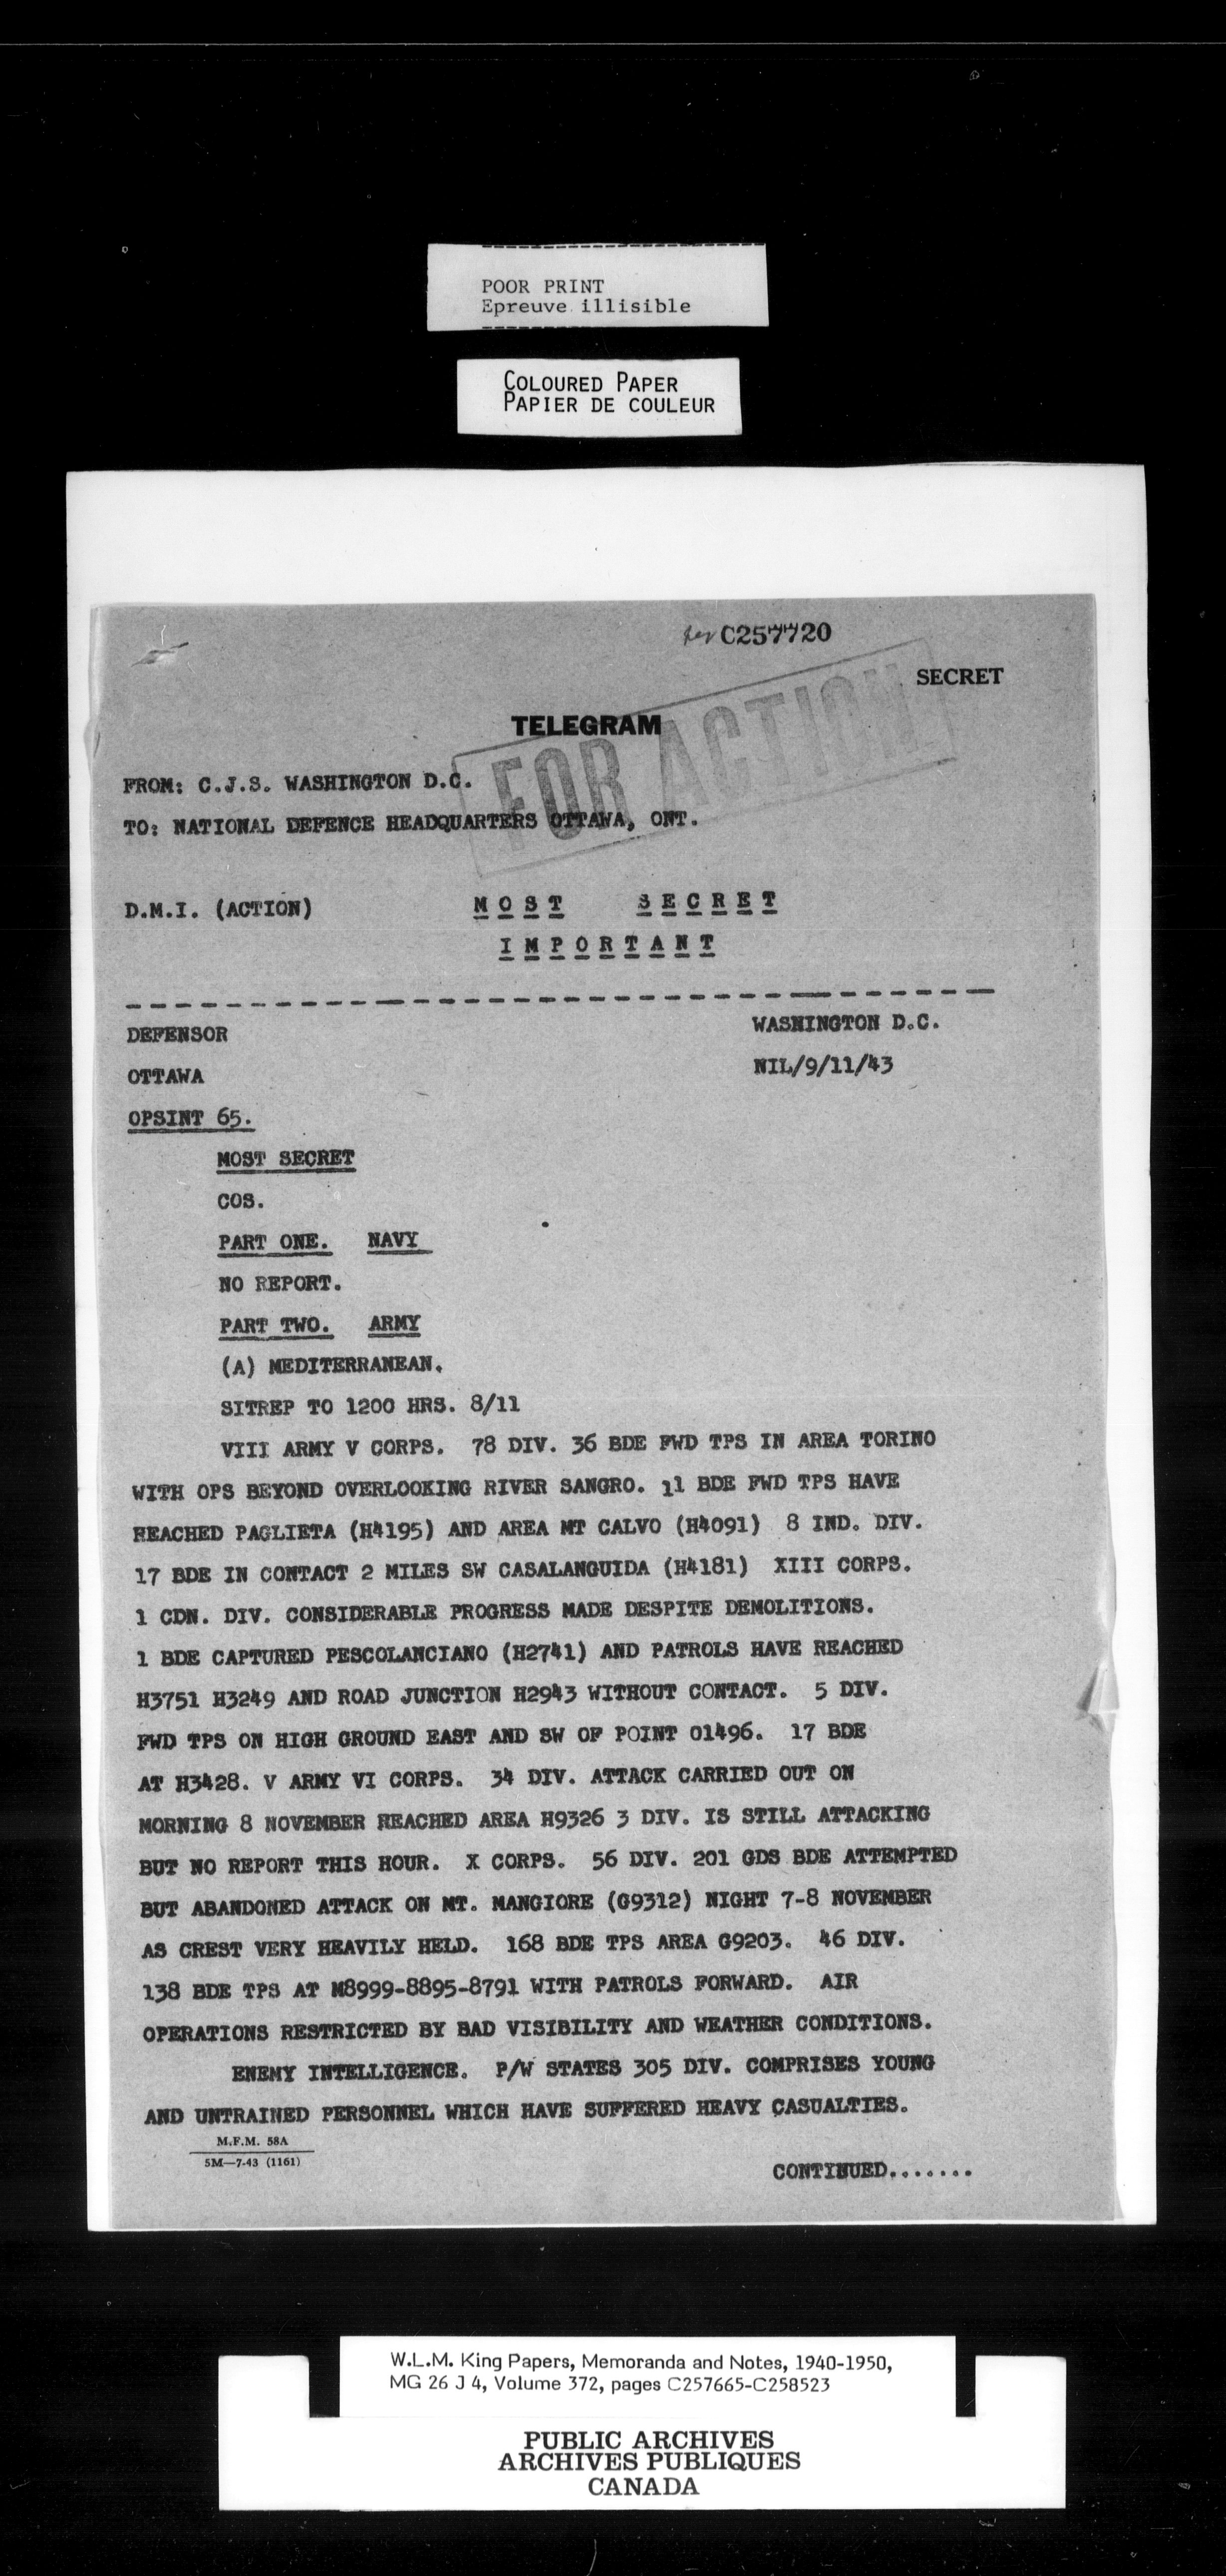 POOR PRINT
Epreuve illisible
COLOURED PAPER
PAPIER DE COULEUR
C257720
SECRET
FOR ACTION
TELEGRAM
FROM: C.J.S. WASHINGTON D.C.
TO: NATIONAL DEFENCE HEADQUARTERS OTTAWA, ONT.
D.M.I. (ACTION) MOST SECRET
IMPORTANT
DEFENSOR WASHINGTON D.C.
OTTAWA NIL/9/11/43
OPSINT 65.
MOST SECRET
COS.
PART ONE. NAVY
NO REPORT.
PART TWO. ARMY
(A) MEDITERRANEAN.
SITREP TO 1200 HRS. 8/11
VIII ARMY V CORPS. 78 DIV. 36 BDE FWD TPS IN AREA TORINO
WITH OPS BEYOND OVERLOOKING RIVER SANGRO. 11 BDE FWD TPS HAVE
REACHED PAGLIETA (H4195) AND AREA MT CALVO (H4091) 8 IND. DIV.
17 BDE IN CONTACT 2 MILES SW CASALANGUIDA (H4181) XIII CORPS.
1 CDN. DIV. CONSIDERABLE PROGRESS MADE DESPITE DEMOLITIONS.
1 BDE CAPTURED PESCOLANCIANO (H2741) AND PATROLS HAVE REACHED
H3751 H3249 AND ROAD JUNCTION H2943 WITHOUT CONTACT. 5 DIV.
FWD TPS ON HIGH GROUND EAST AND SW OF POINT 01496. 17 BDE
AT H3428. V ARMY VI CORPS. 34 DIV. ATTACK CARRIED OUT ON
MORNING 8 NOVEMBER REACHED AREA H9326 3 DIV. IS STILL ATTACKING
BUT NO REPORT THIS HOUR. X CORPS. 56 DIV. 201 GDS BDE ATTEMPTED
BUT ABANDONED ATTACK ON MT. MANGIORE (G9312) NIGHT 7-8 NOVEMBER
AS CREST VERY HEAVILY HELD. 168 BDE TPS AREA G9203. 46 DIV.
138 BDE TPS AT M8999-8895-8791 WITH PATROLS FORWARD. AIR
OPERATIONS RESTRICTED BY BAD VISIBILITY AND WEATHER CONDITIONS.
ENEMY INTELLIGENCE. P/W STATES 305 DIV. COMPRISES YOUNG
AND UNTRAINED PERSONNEL WHICH HAVE SUFFERED HEAVY CASUALTIES.
M.F.M. 58A
5M—7-43 (1161)
CONTINUED.......
W.L.M. King Papers, Memoranda and Notes, 1940-1950,
MG 26 J 4, Volume 372, pages C257665-C258523
PUBLIC ARCHIVES
ARCHIVES PUBLIQUES
CANADA